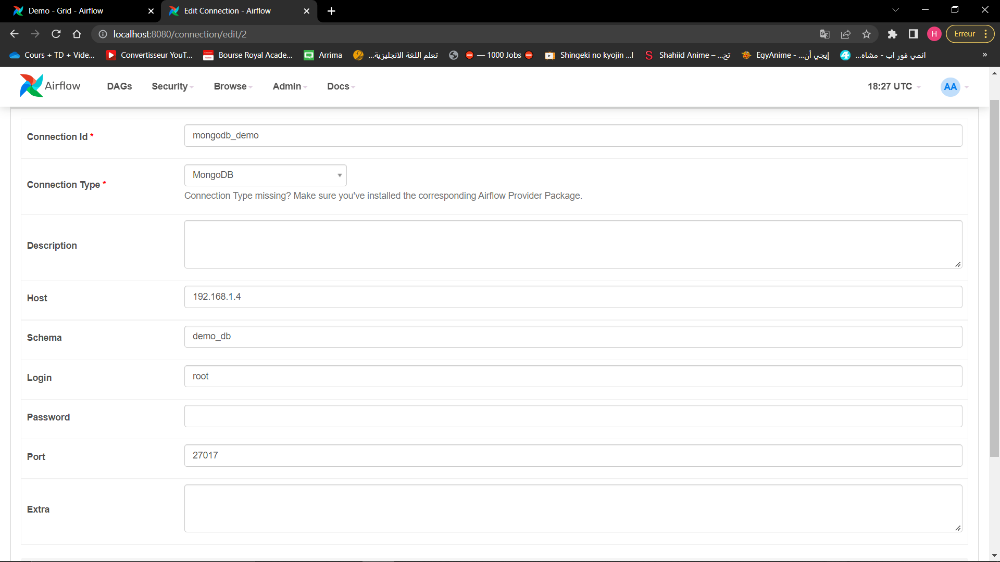 Demo - Grid - Airflow
Edit Connection - Airflow
localhost:8080/connection/edit/2
H
Erreur
Cours + TD + Vide...
Convertisseur YouT...
Bourse Royal Acade...
Arrima
تعلم اللغة الانجليزية...
— 1000 Jobs
Shingeki no kyojin ...l
Shahiid Anime – تح...
EgyAnime - إيجي أن...
انمي فور اب - مشاه...
»
Airflow
DAGs
Security
Browse
Admin
Docs
18:27 UTC
AA
Connection Id *
mongodb_demo
Connection Type *
MongoDB
Connection Type missing? Make sure you've installed the corresponding Airflow Provider Package.
Description
Host
192.168.1.4
Schema
demo_db
Login
root
Password
Port
27017
Extra